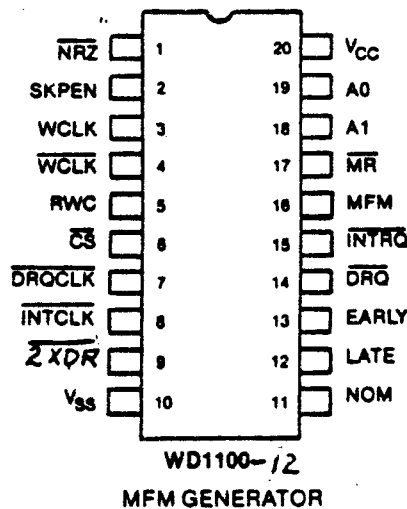 NRZ 1 20 VCC
SKPEN 2 19 A0
WCLK 3 18 A1
WCLK 4 17 MR
RWC 5 16 MFM
CS 6 15 INTRQ
DRQCLK 7 14 DRQ
INTCLK 8 13 EARLY
2XDR 9 12 LATE
VSS 10 11 NOM
WD1100-12
MFM GENERATOR